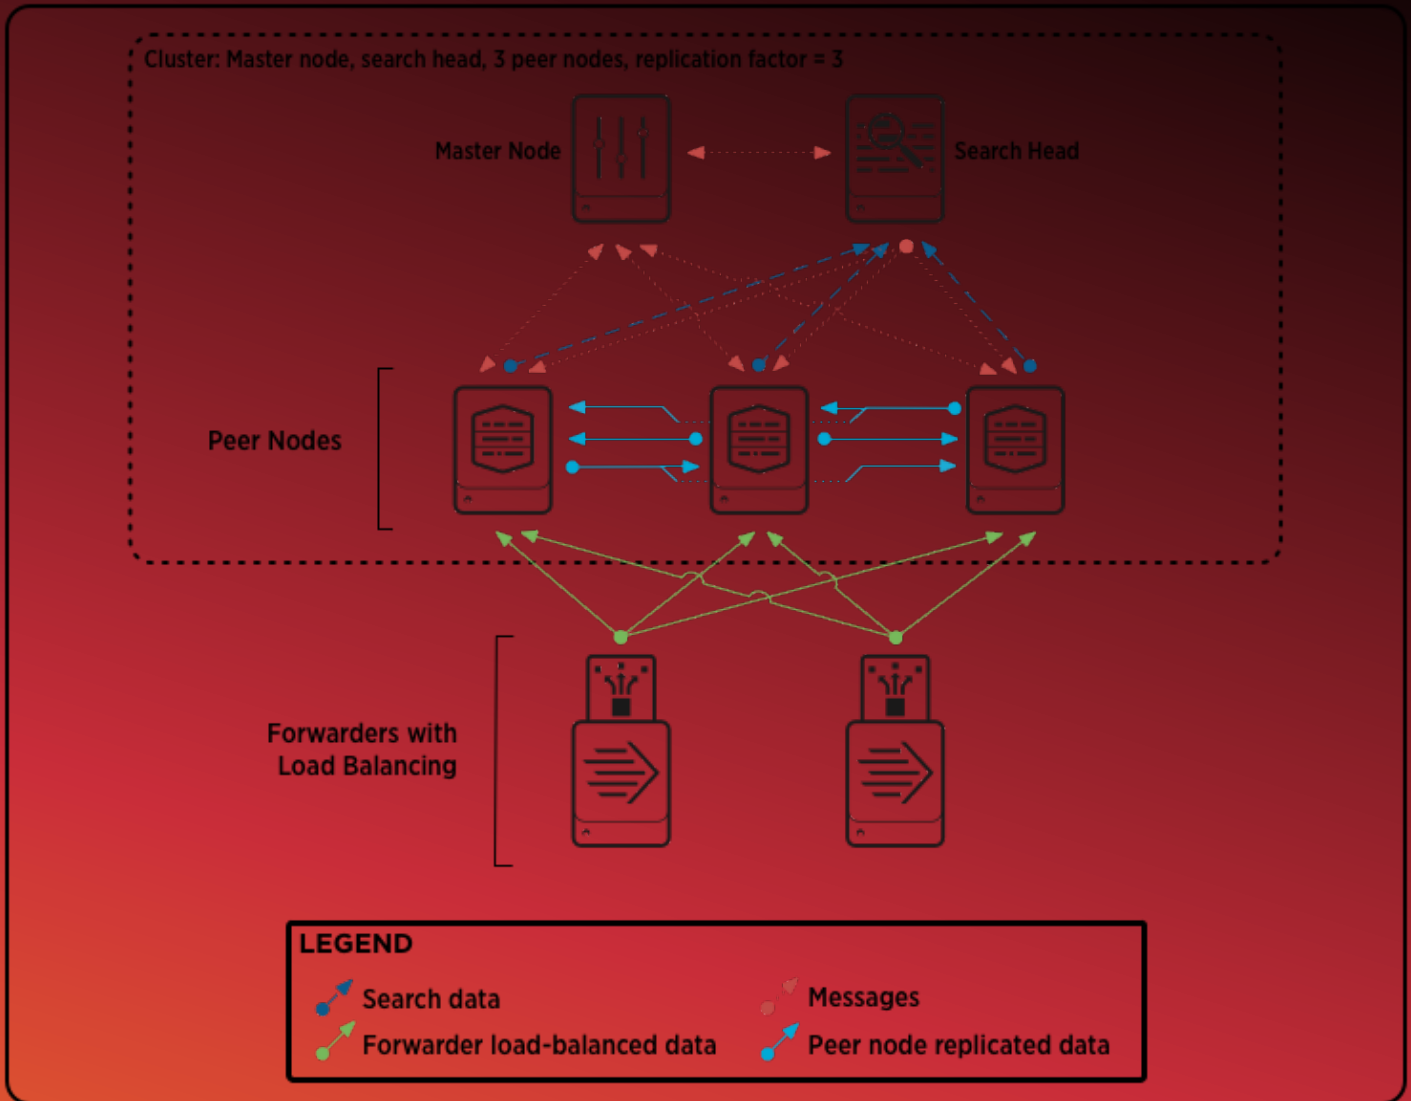 Cluster: Master node, search head, 3 peer nodes, replication factor = 3
Master Node
Search Head
Peer Nodes
Forwarders with
Load Balancing
LEGEND
Search data
Messages
Forwarder load-balanced data
Peer node replicated data